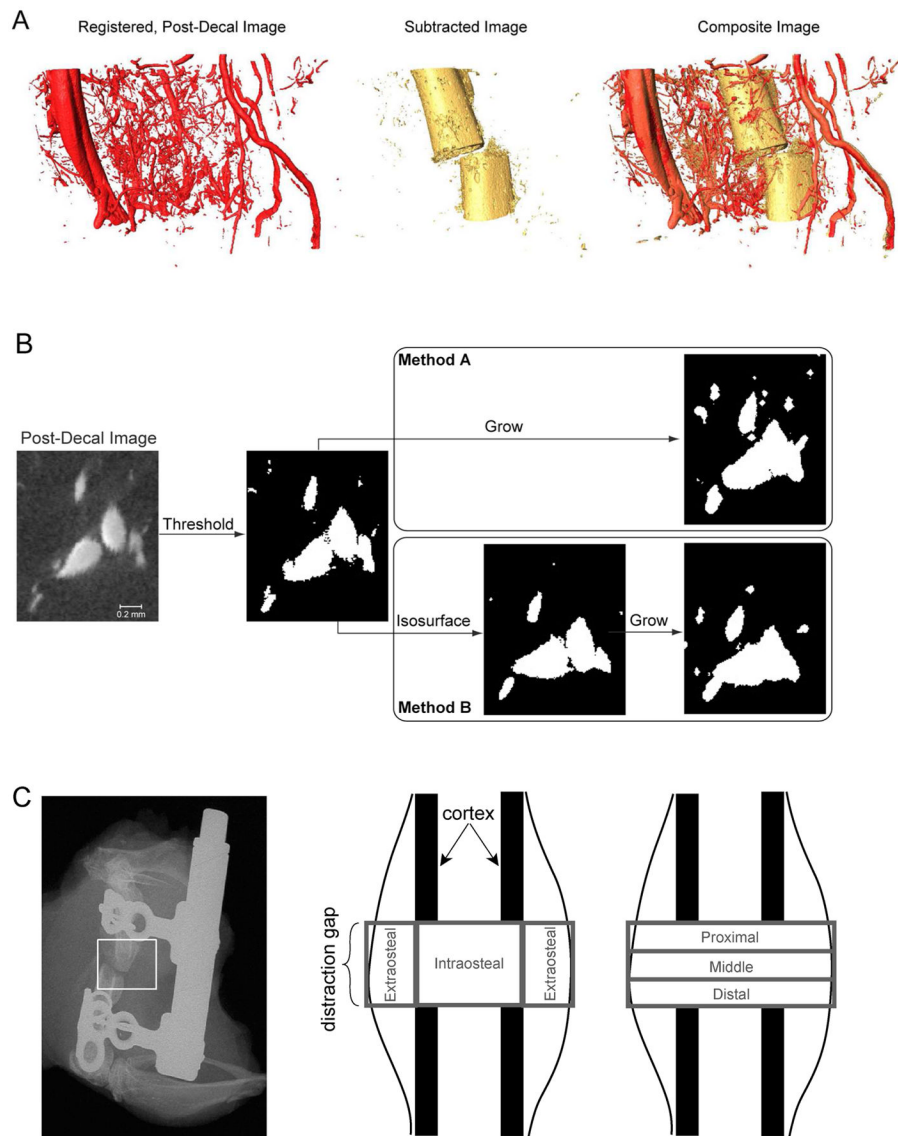 A
Registered, Post-Decal Image
Subtracted Image
Composite Image
B
Method A
Grow
Post-Decal Image
Threshold
0.2 mm
Isosurface
Grow
Method B
C
cortex
distraction gap
Extraosteal
Intraosteal
Extraosteal
Proximal
Middle
Distal